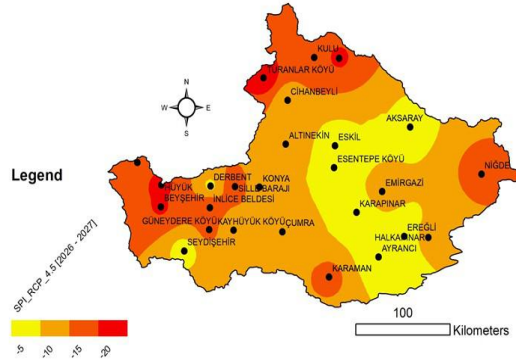 KULU
TURANLAR KÖYÜ
CİHANBEYLİ
AKSARAY
N
W E
S
ALTINEKİN
ESKİL
ESENTEPE KÖYÜ
NİĞDE
Legend
DERBENT
HÜYÜK
SİLLE BARAJI
KONYA
EMİRGAZİ
BEYŞEHİR
İNLİCE BELDESİ
KARAPINAR
GÜNEYDERE KÖYÜ
KAYHÜYÜK KÖYÜ
ÇUMRA
EREĞLİ
HALKAPINAR
SEYDİŞEHİR
AYRANCI
KARAMAN
SPI_RCP_4.5 [2026 - 2027]
-5
-10
-15
-20
100
Kilometers